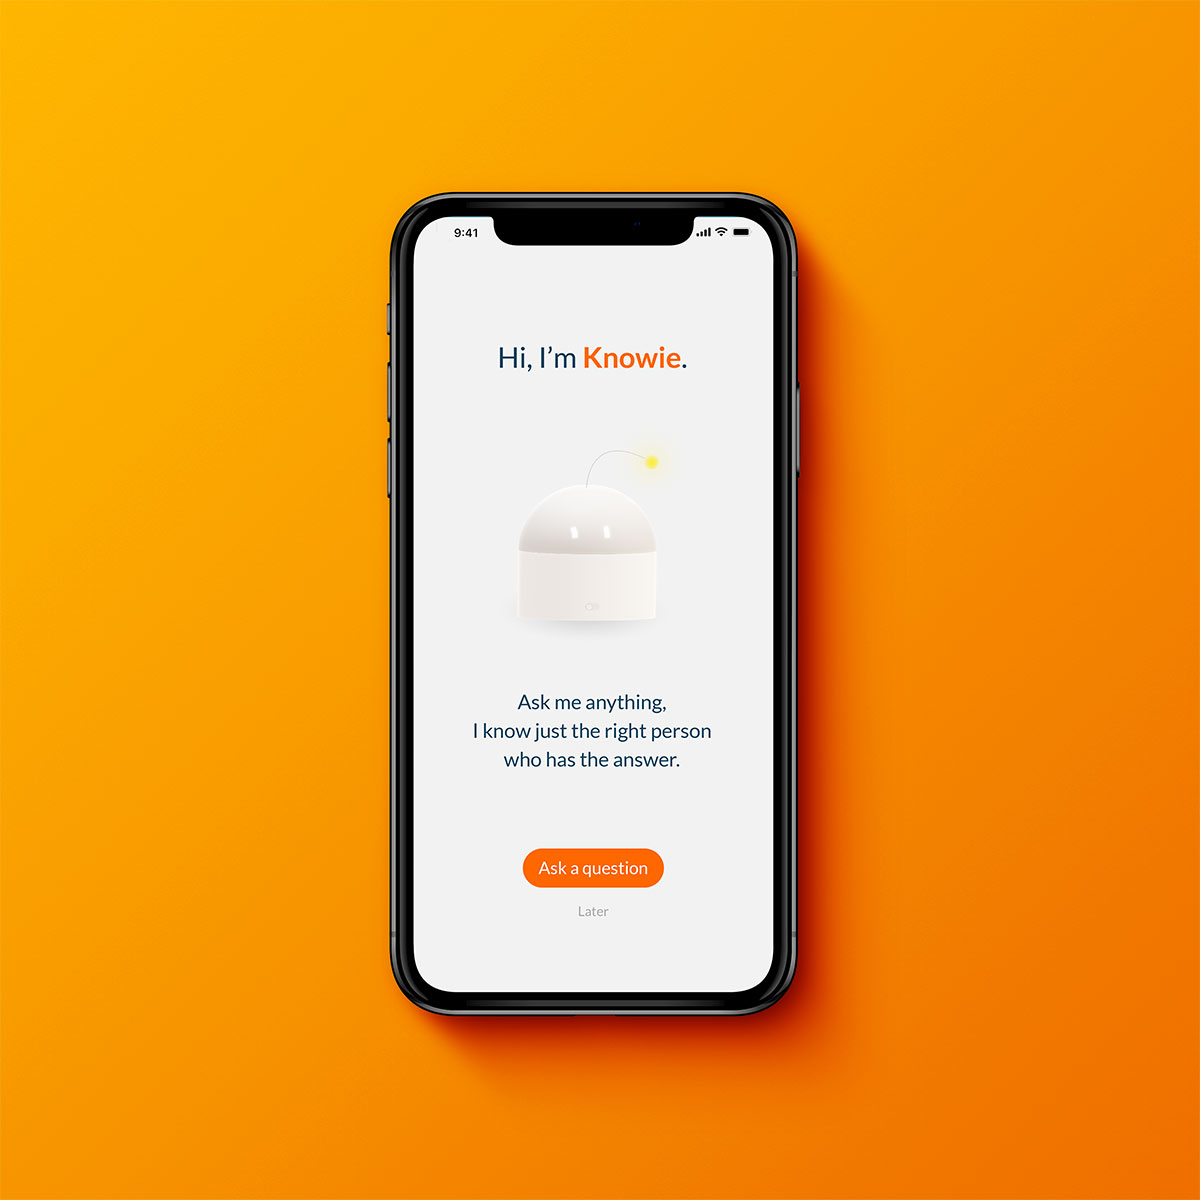 9:41
Hi, I’m Knowie.
Ask me anything,
I know just the right person
who has the answer.
Ask a question
Later